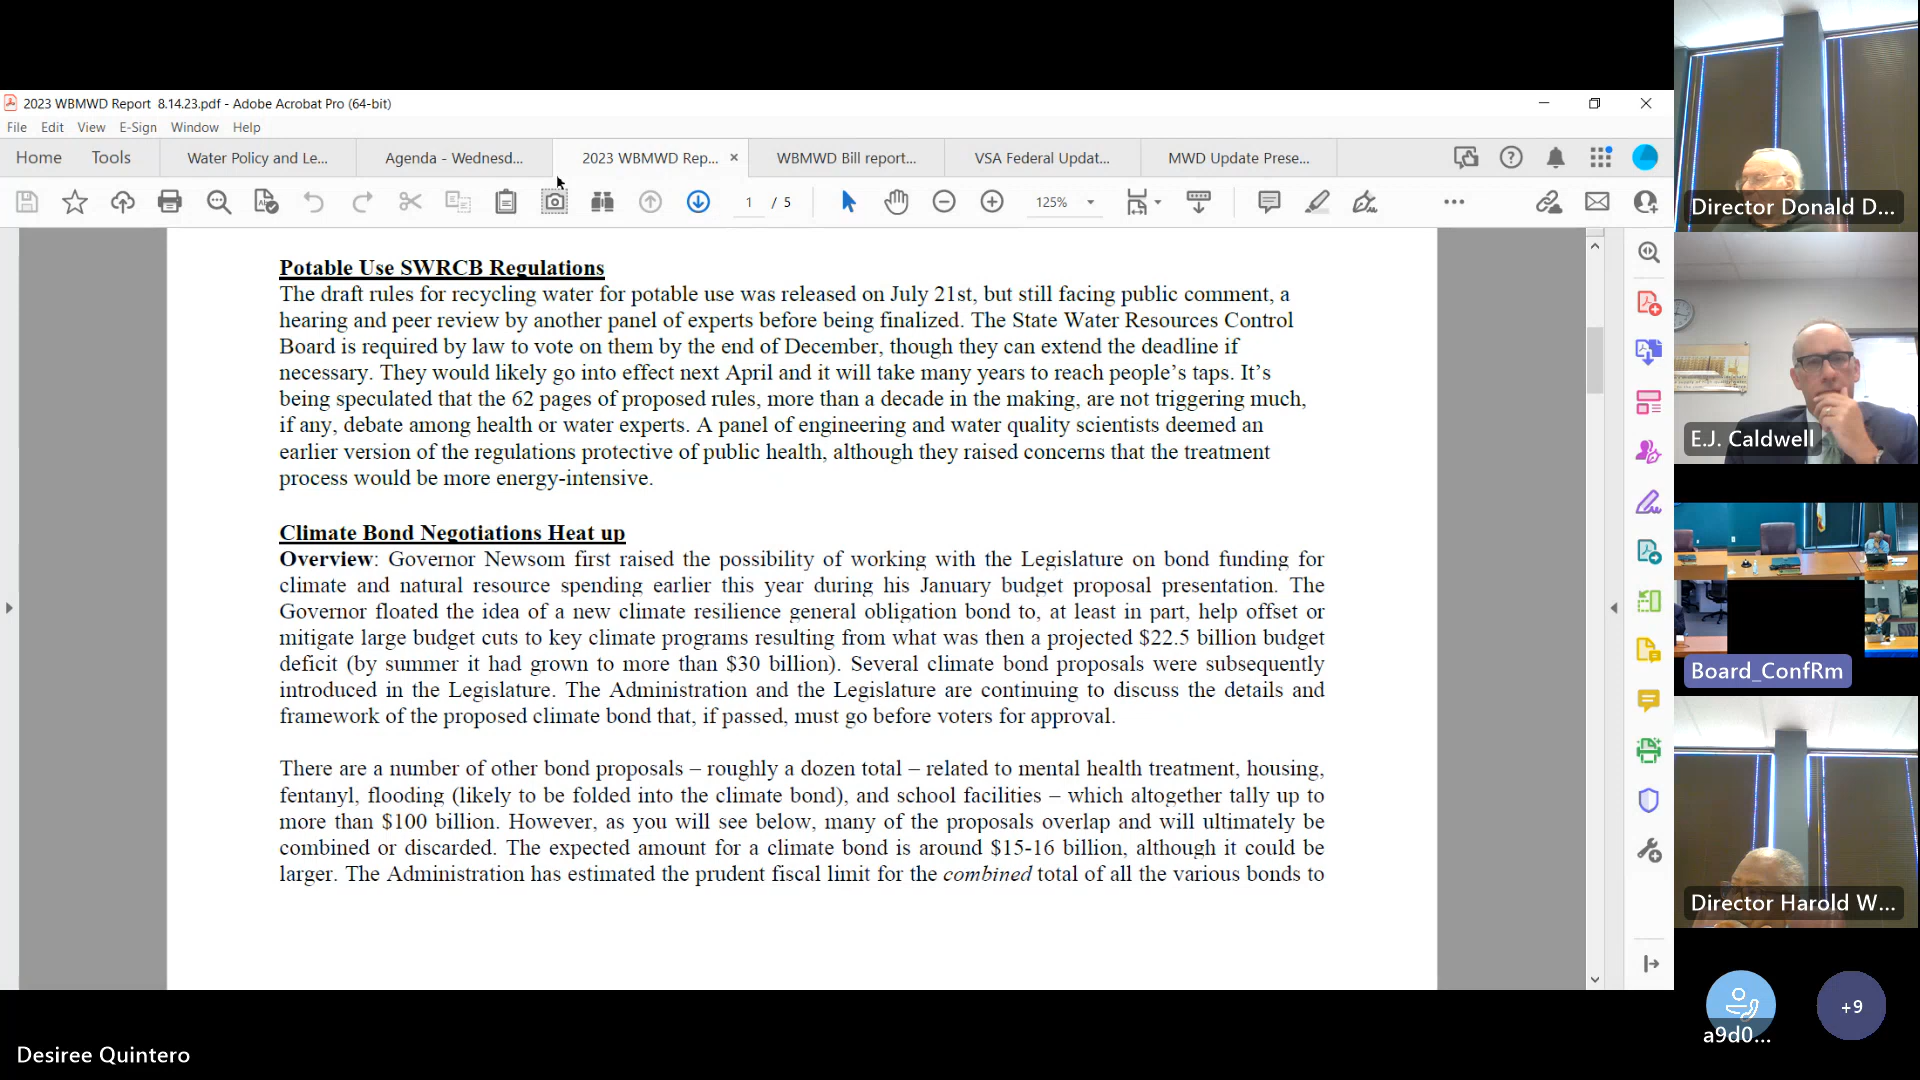 2023 WBMWD Report  8.14.23.pdf - Adobe Acrobat Pro (64-bit)
File Edit View E-Sign Window Help
Home Tools Water Policy and Le... Agenda - Wednesd... 2023 WBMWD Rep... × WBMWD Bill report... VSA Federal Updat... MWD Update Prese...
1 / 5 125%
Potable Use SWRCB Regulations
The draft rules for recycling water for potable use was released on July 21st, but still facing public comment, a
hearing and peer review by another panel of experts before being finalized. The State Water Resources Control
Board is required by law to vote on them by the end of December, though they can extend the deadline if
necessary. They would likely go into effect next April and it will take many years to reach people’s taps. It’s
being speculated that the 62 pages of proposed rules, more than a decade in the making, are not triggering much,
if any, debate among health or water experts. A panel of engineering and water quality scientists deemed an
earlier version of the regulations protective of public health, although they raised concerns that the treatment
process would be more energy-intensive.
Climate Bond Negotiations Heat up
Overview: Governor Newsom first raised the possibility of working with the Legislature on bond funding for
climate and natural resource spending earlier this year during his January budget proposal presentation. The
Governor floated the idea of a new climate resilience general obligation bond to, at least in part, help offset or
mitigate large budget cuts to key climate programs resulting from what was then a projected $22.5 billion budget
deficit (by summer it had grown to more than $30 billion). Several climate bond proposals were subsequently
introduced in the Legislature. The Administration and the Legislature are continuing to discuss the details and
framework of the proposed climate bond that, if passed, must go before voters for approval.
There are a number of other bond proposals – roughly a dozen total – related to mental health treatment, housing,
fentanyl, flooding (likely to be folded into the climate bond), and school facilities – which altogether tally up to
more than $100 billion. However, as you will see below, many of the proposals overlap and will ultimately be
combined or discarded. The expected amount for a climate bond is around $15-16 billion, although it could be
larger. The Administration has estimated the prudent fiscal limit for the combined total of all the various bonds to
Director Donald D...
E.J. Caldwell
Board_ConfRm
Director Harold W...
a9d0...
+9
Desiree Quintero